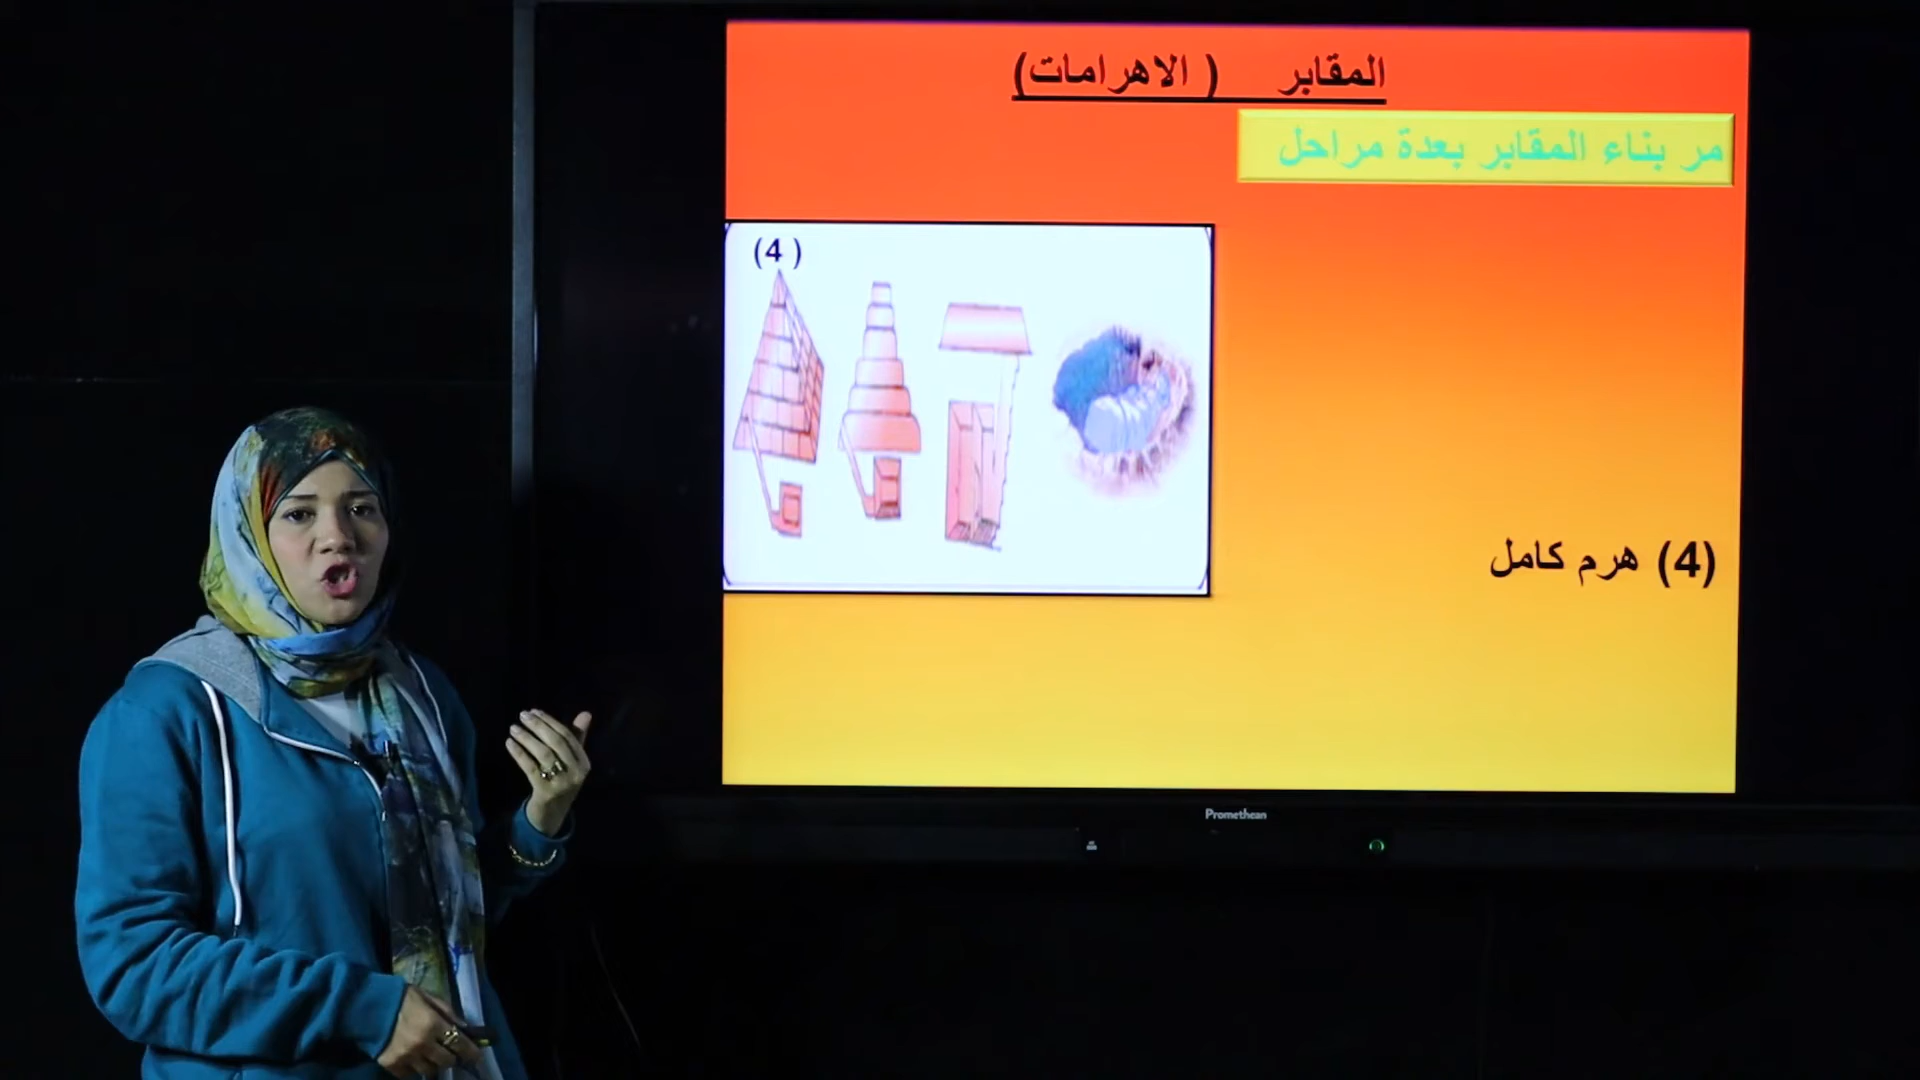 المقابر ( الاهرامات)
مر بناء المقابر بعدة مراحل
(4 )
(4) هرم كامل
Promethean